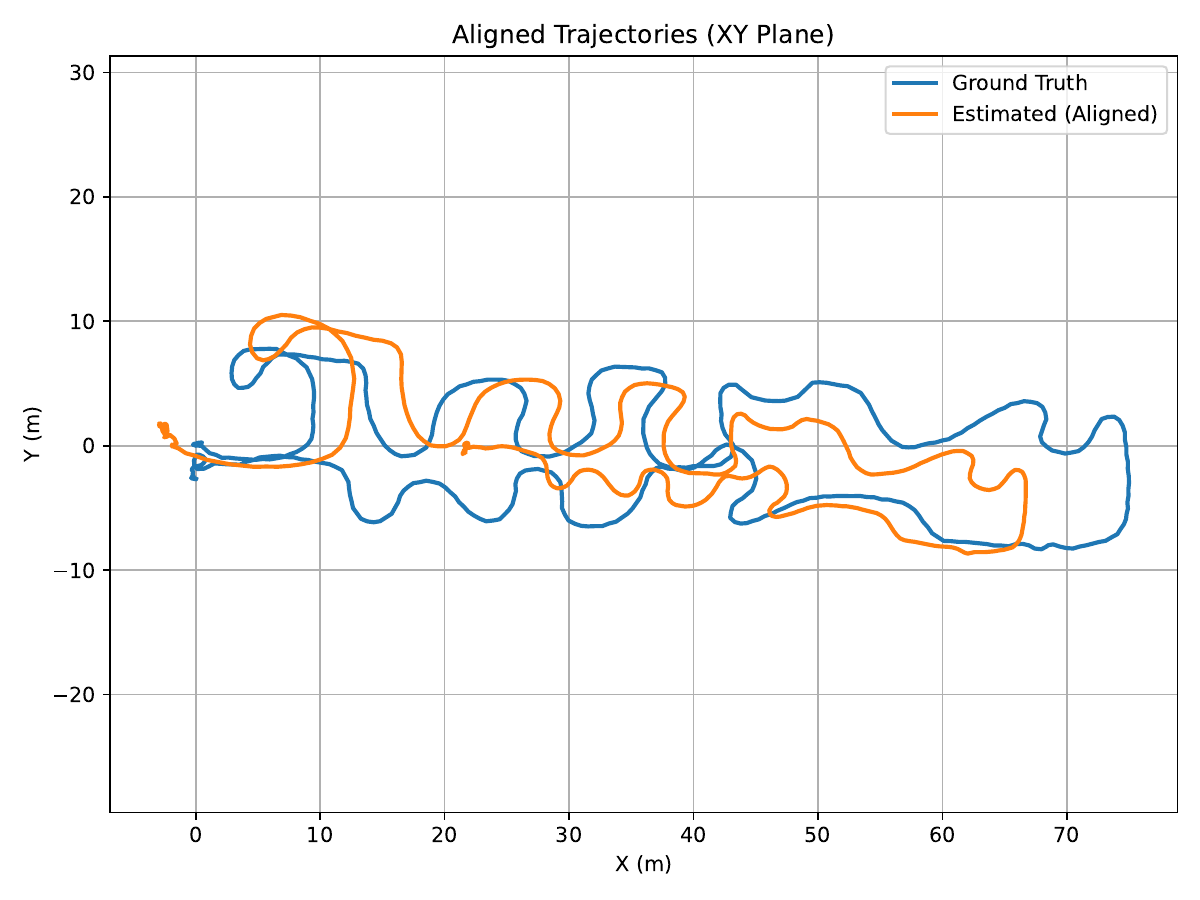 Aligned Trajectories (XY Plane)
Ground Truth
Estimated (Aligned)
30
20
10
0
−10
−20
Y (m)
0 10 20 30 40 50 60 70
X (m)